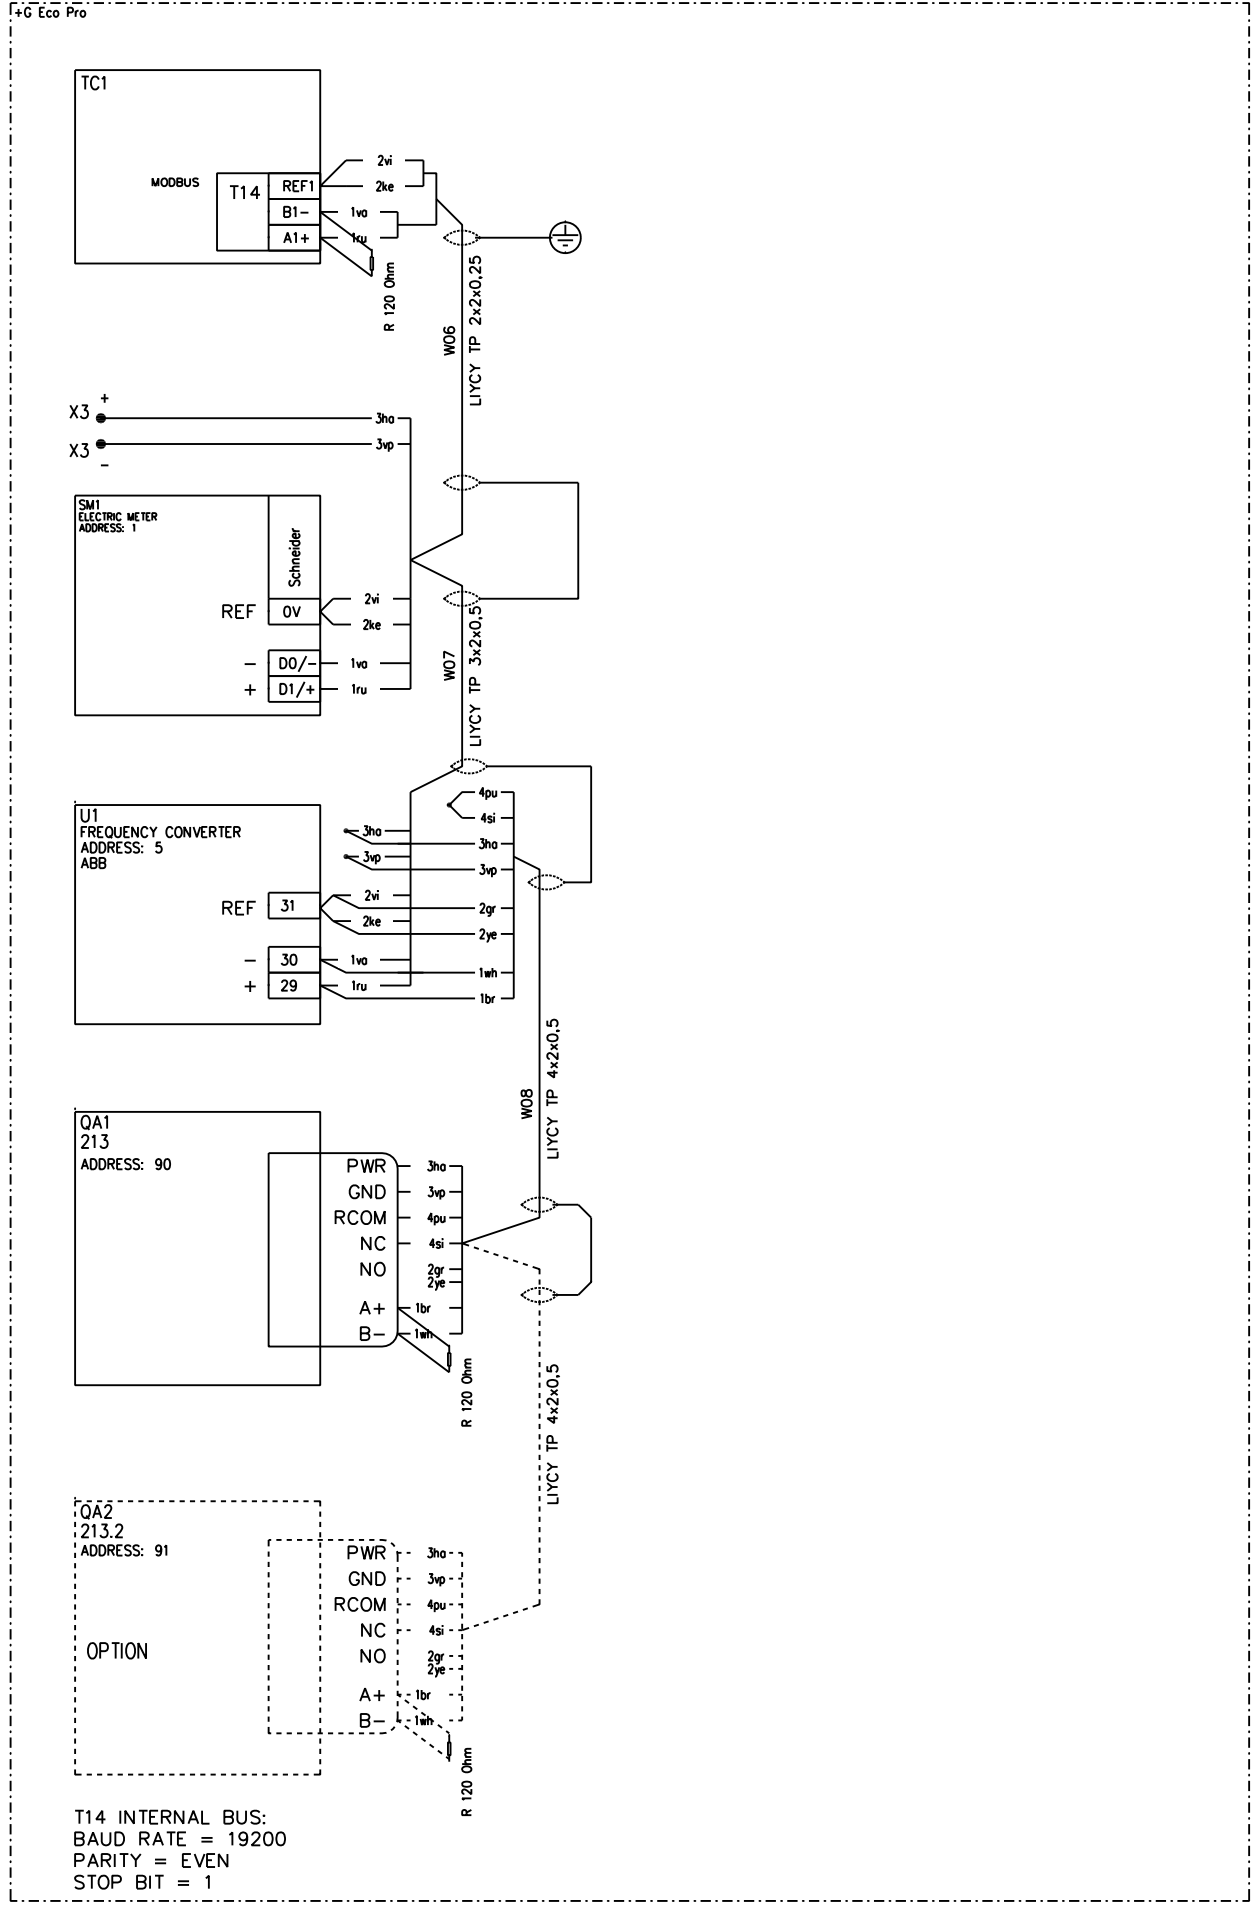 +G Eco Pro
TC1
MODBUS
T14
REF1
B1-
A1+
2vi
2ke
1va
1ru
R 120 Ohm
W06
LIYCY TP 2x2x0,25
+
X3
3ha
X3
3vp
-
SM1
ELECTRIC METER
ADDRESS: 1
Schneider
REF 0V
2vi
2ke
- D0/- 1va
+ D1/+ 1ru
W07
LIYCY TP 3x2x0,5
U1
FREQUENCY CONVERTER
ADDRESS: 5
ABB
4pu
4si
3ha 3ha
3vp 3vp
REF 31
2vi 2gr
2ke 2ye
- 30 1va 1wh
+ 29 1ru 1br
W08
LIYCY TP 4x2x0,5
QA1
213
ADDRESS: 90
PWR 3ha
GND 3vp
RCOM 4pu
NC 4si
NO 2gr
2ye
A+ 1br
B- 1wh
R 120 Ohm
LIYCY TP 4x2x0,5
QA2
213.2
ADDRESS: 91
OPTION
PWR 3ha
GND 3vp
RCOM 4pu
NC 4si
NO 2gr
2ye
A+ 1br
B- 1wh
R 120 Ohm
T14 INTERNAL BUS:
BAUD RATE = 19200
PARITY = EVEN
STOP BIT = 1